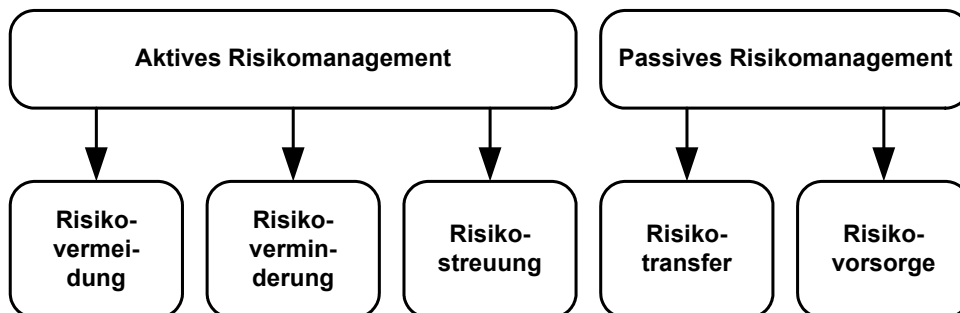 Aktives Risikomanagement
Passives Risikomanagement
Risiko-
vermei-
dung
Risiko-
vermin-
derung
Risiko-
streuung
Risiko-
transfer
Risiko-
vorsorge